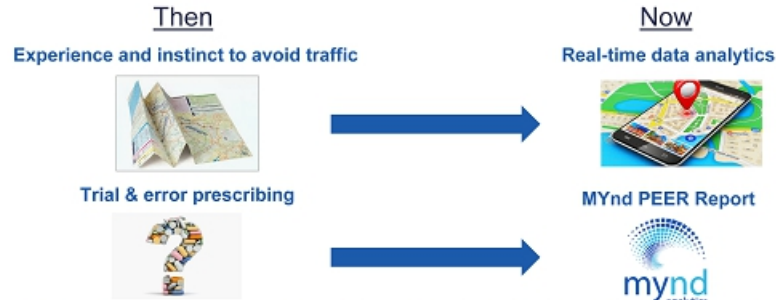 Then
Now
Experience and instinct to avoid traffic
Real-time data analytics
Trial & error prescribing
MYnd PEER Report
mynd
analytics